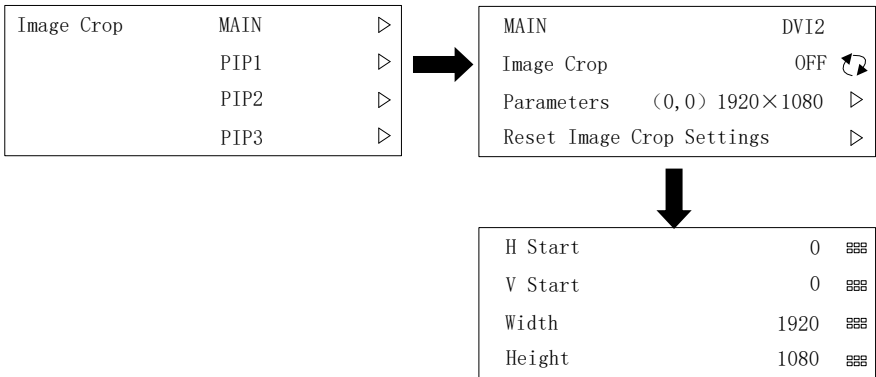 Image Crop MAIN
PIP1
PIP2
PIP3
MAIN DVI2
Image Crop OFF
Parameters （0,0）1920×1080
Reset Image Crop Settings
H Start 0
V Start 0
Width 1920
Height 1080